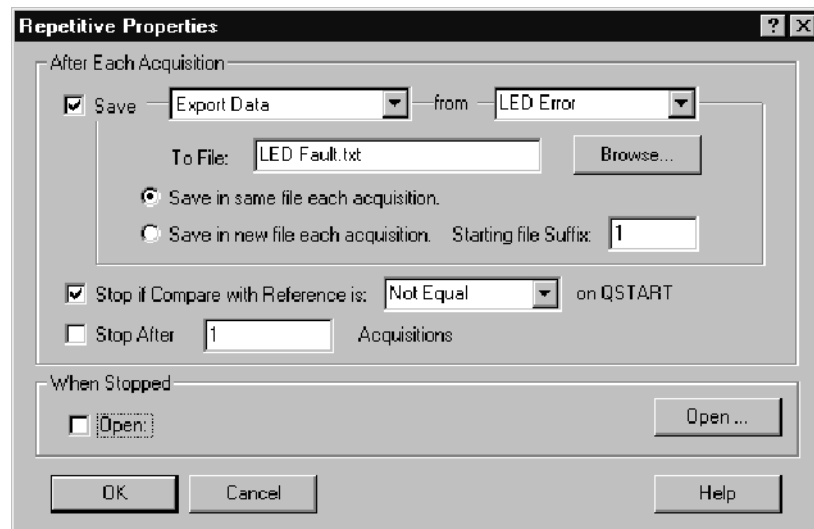 Repetitive Properties
After Each Acquisition
Save Export Data from LED Error
To File: LED Fault.txt Browse...
Save in same file each acquisition.
Save in new file each acquisition. Starting file Suffix: 1
Stop if Compare with Reference is: Not Equal on QSTART
Stop After 1 Acquisitions
When Stopped
Open: Open ...
OK Cancel Help